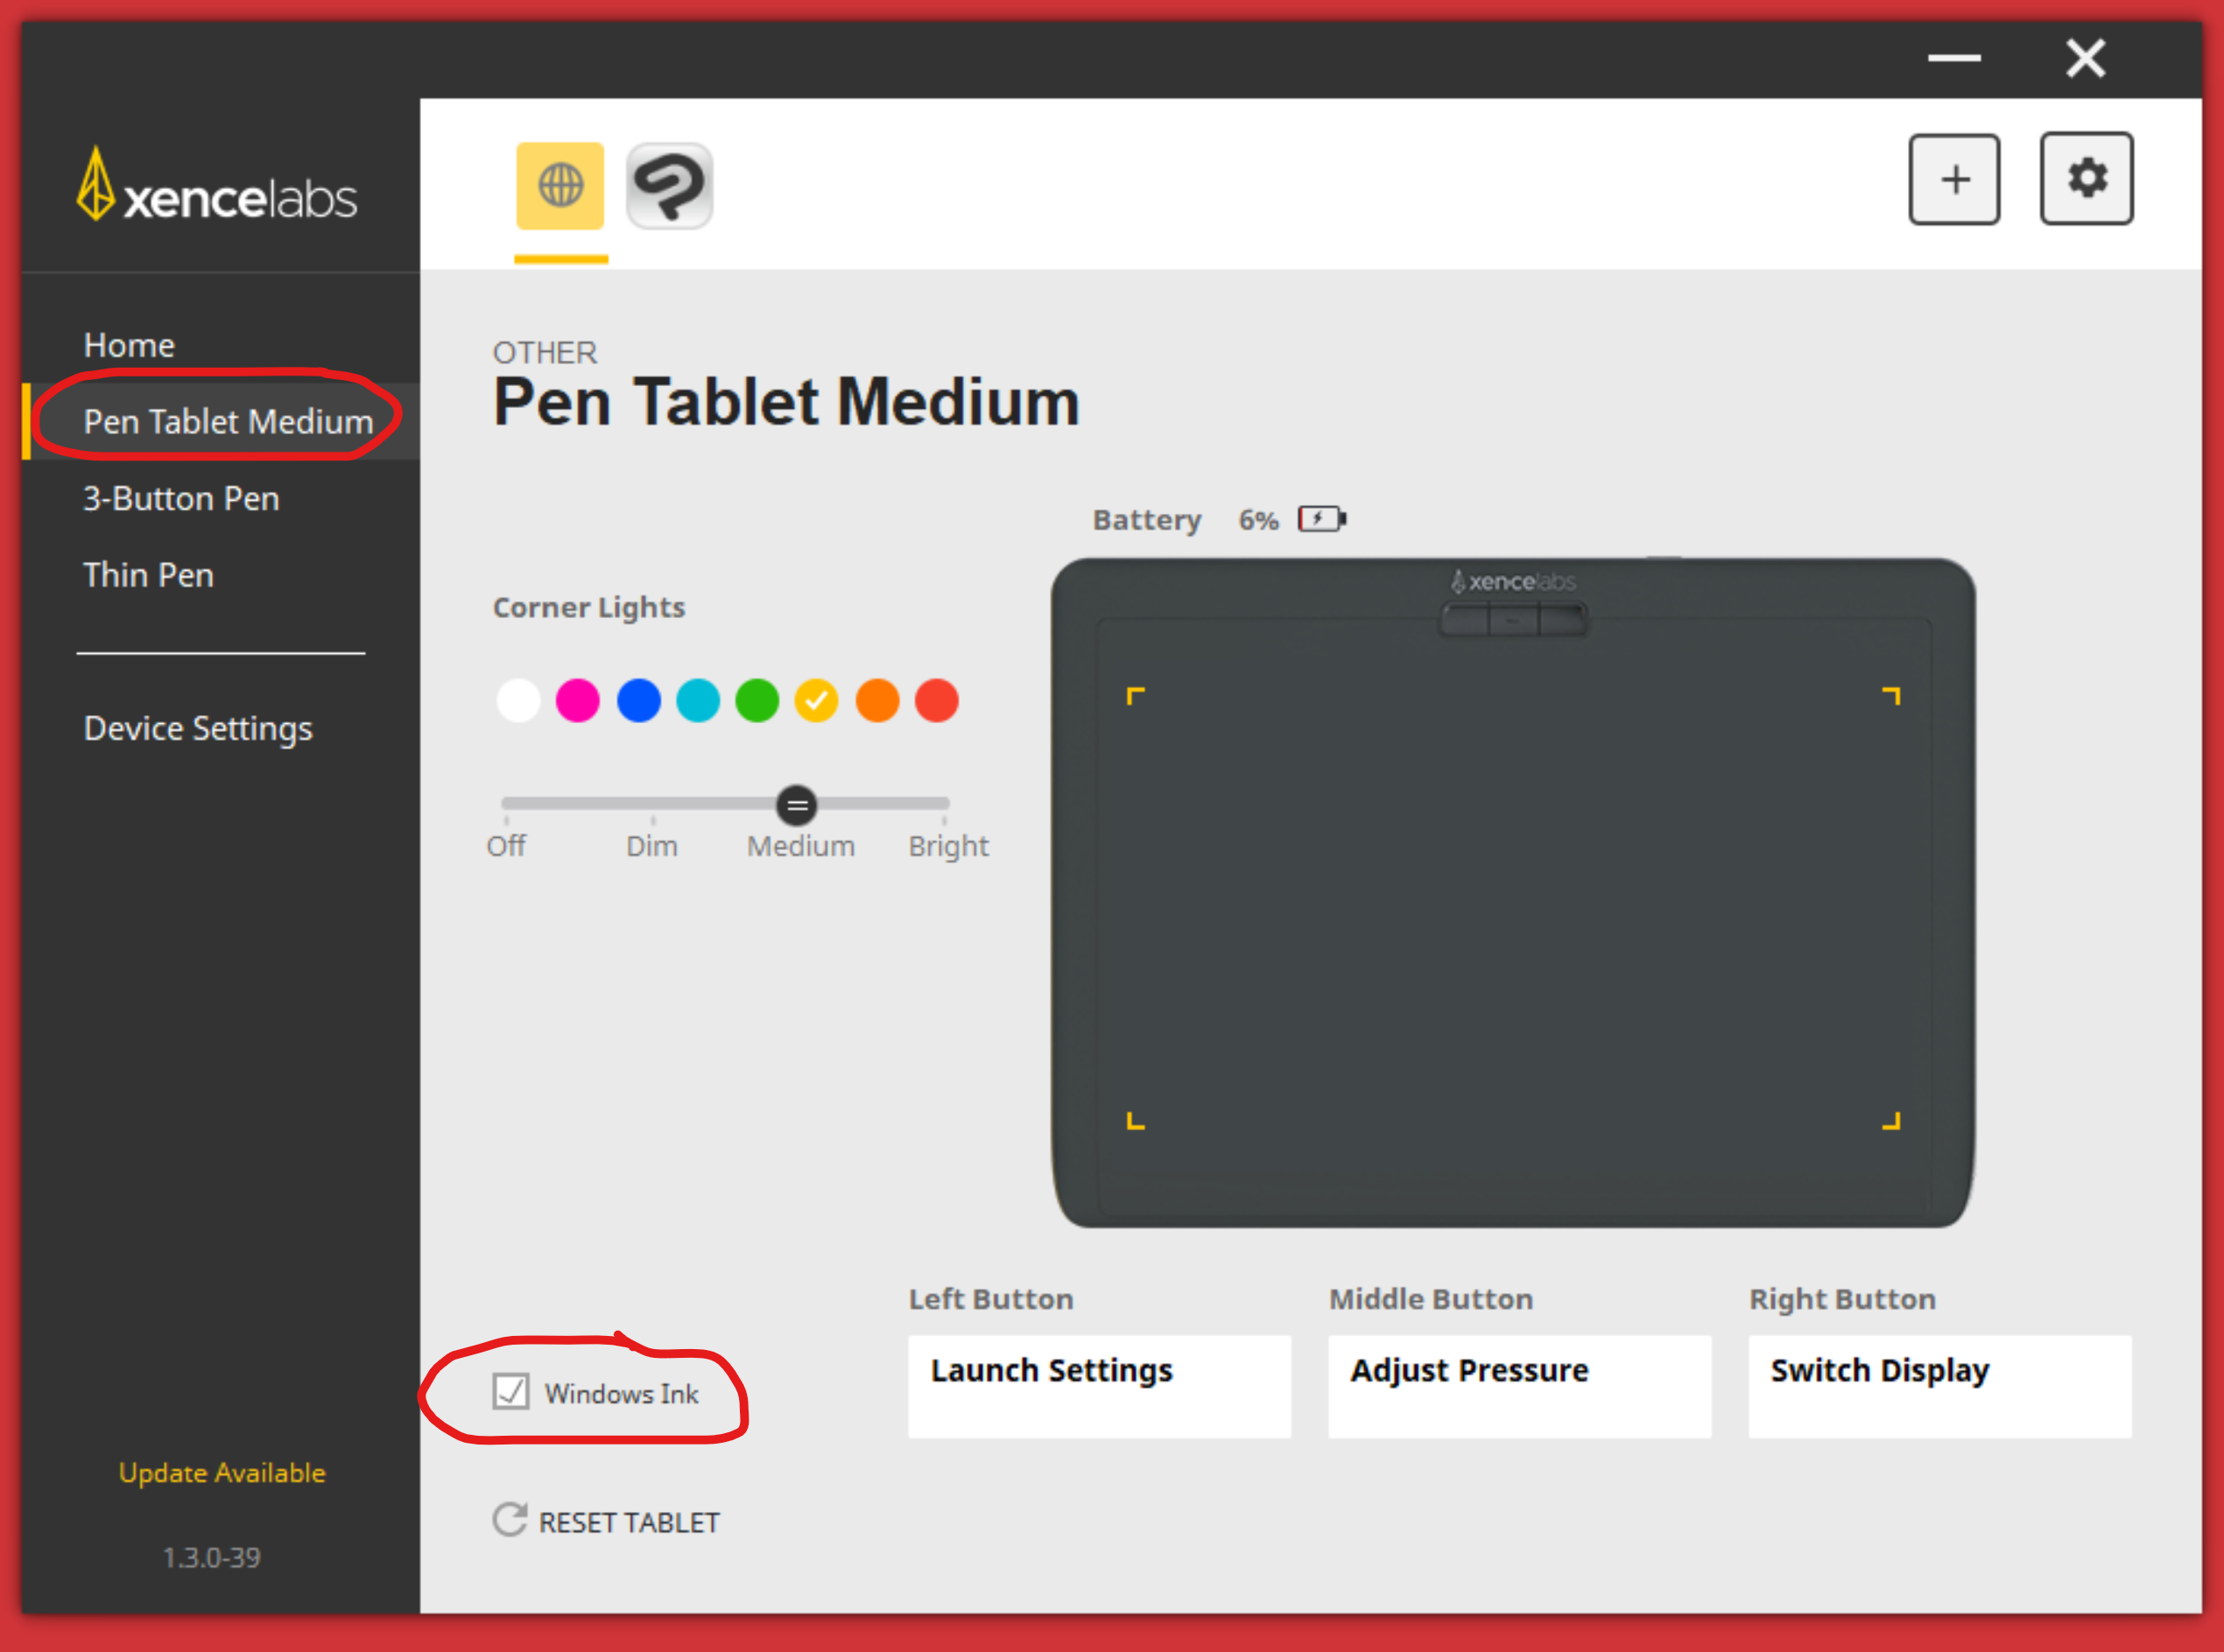 xencelabs
Home
Pen Tablet Medium
3-Button Pen
Thin Pen
Device Settings
Update Available
1.3.0-39
OTHER
Pen Tablet Medium
Battery 6%
xencelabs
Corner Lights
Off Dim Medium Bright
Left Button Middle Button Right Button
Launch Settings Adjust Pressure Switch Display
Windows Ink
RESET TABLET